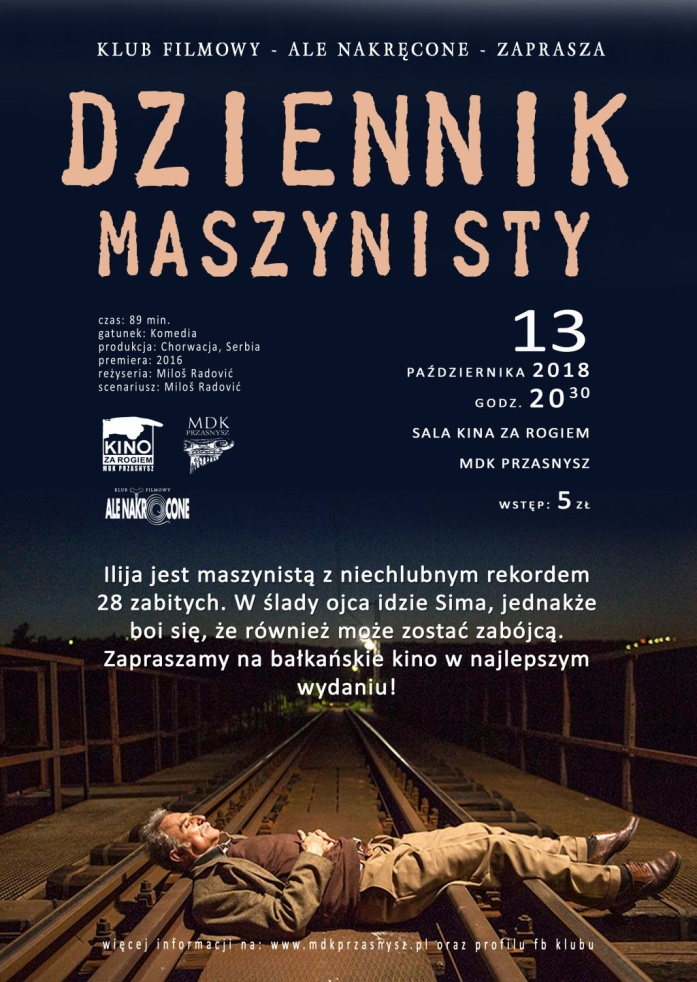 KLUB FILMOWY - ALE NAKRĘCONE - ZAPRASZA
DZIENNIK
MASZYNISTY
czas: 89 min.
gatunek: Komedia
produkcja: Chorwacja, Serbia
premiera: 2016
reżyseria: Miloš Radović
scenariusz: Miloš Radović
13
PAŹDZIERNIKA 2018
GODZ. 20 30
SALA KINA ZA ROGIEM
MDK PRZASNYSZ
WSTĘP: 5 ZŁ
KINO
ZA ROGIEM
MDK PRZASNYSZ
MDK
PRZASNYSZ
KLUB FILMOWY
ALE NAKRĘCONE
Ilija jest maszynistą z niechlubnym rekordem
28 zabitych. W ślady ojca idzie Sima, jednakże
boi się, że również może zostać zabójcą.
Zapraszamy na bałkańskie kino w najlepszym
wydaniu!
więcej informacji na: www.mdkprzasnysz.pl oraz profilu fb klubu